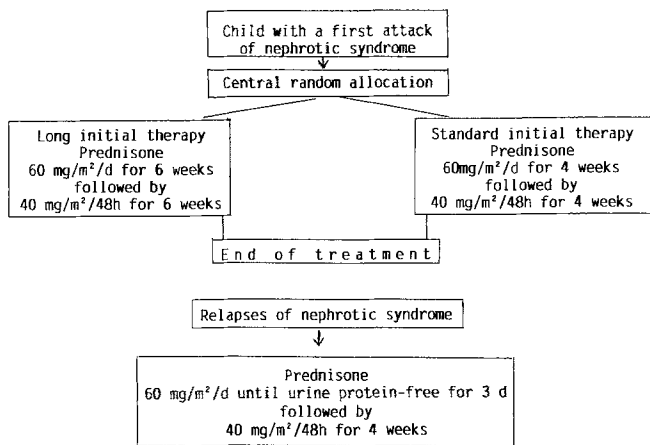 Child with a first attack
of nephrotic syndrome
Central random allocation
Long initial therapy
Prednisone
60 mg/m²/d for 6 weeks
followed by
40 mg/m²/48h for 6 weeks
Standard initial therapy
Prednisone
60mg/m²/d for 4 weeks
followed by
40 mg/m²/48h for 4 weeks
End of treatment
Relapses of nephrotic syndrome
Prednisone
60 mg/m²/d until urine protein-free for 3 d
followed by
40 mg/m²/48h for 4 weeks